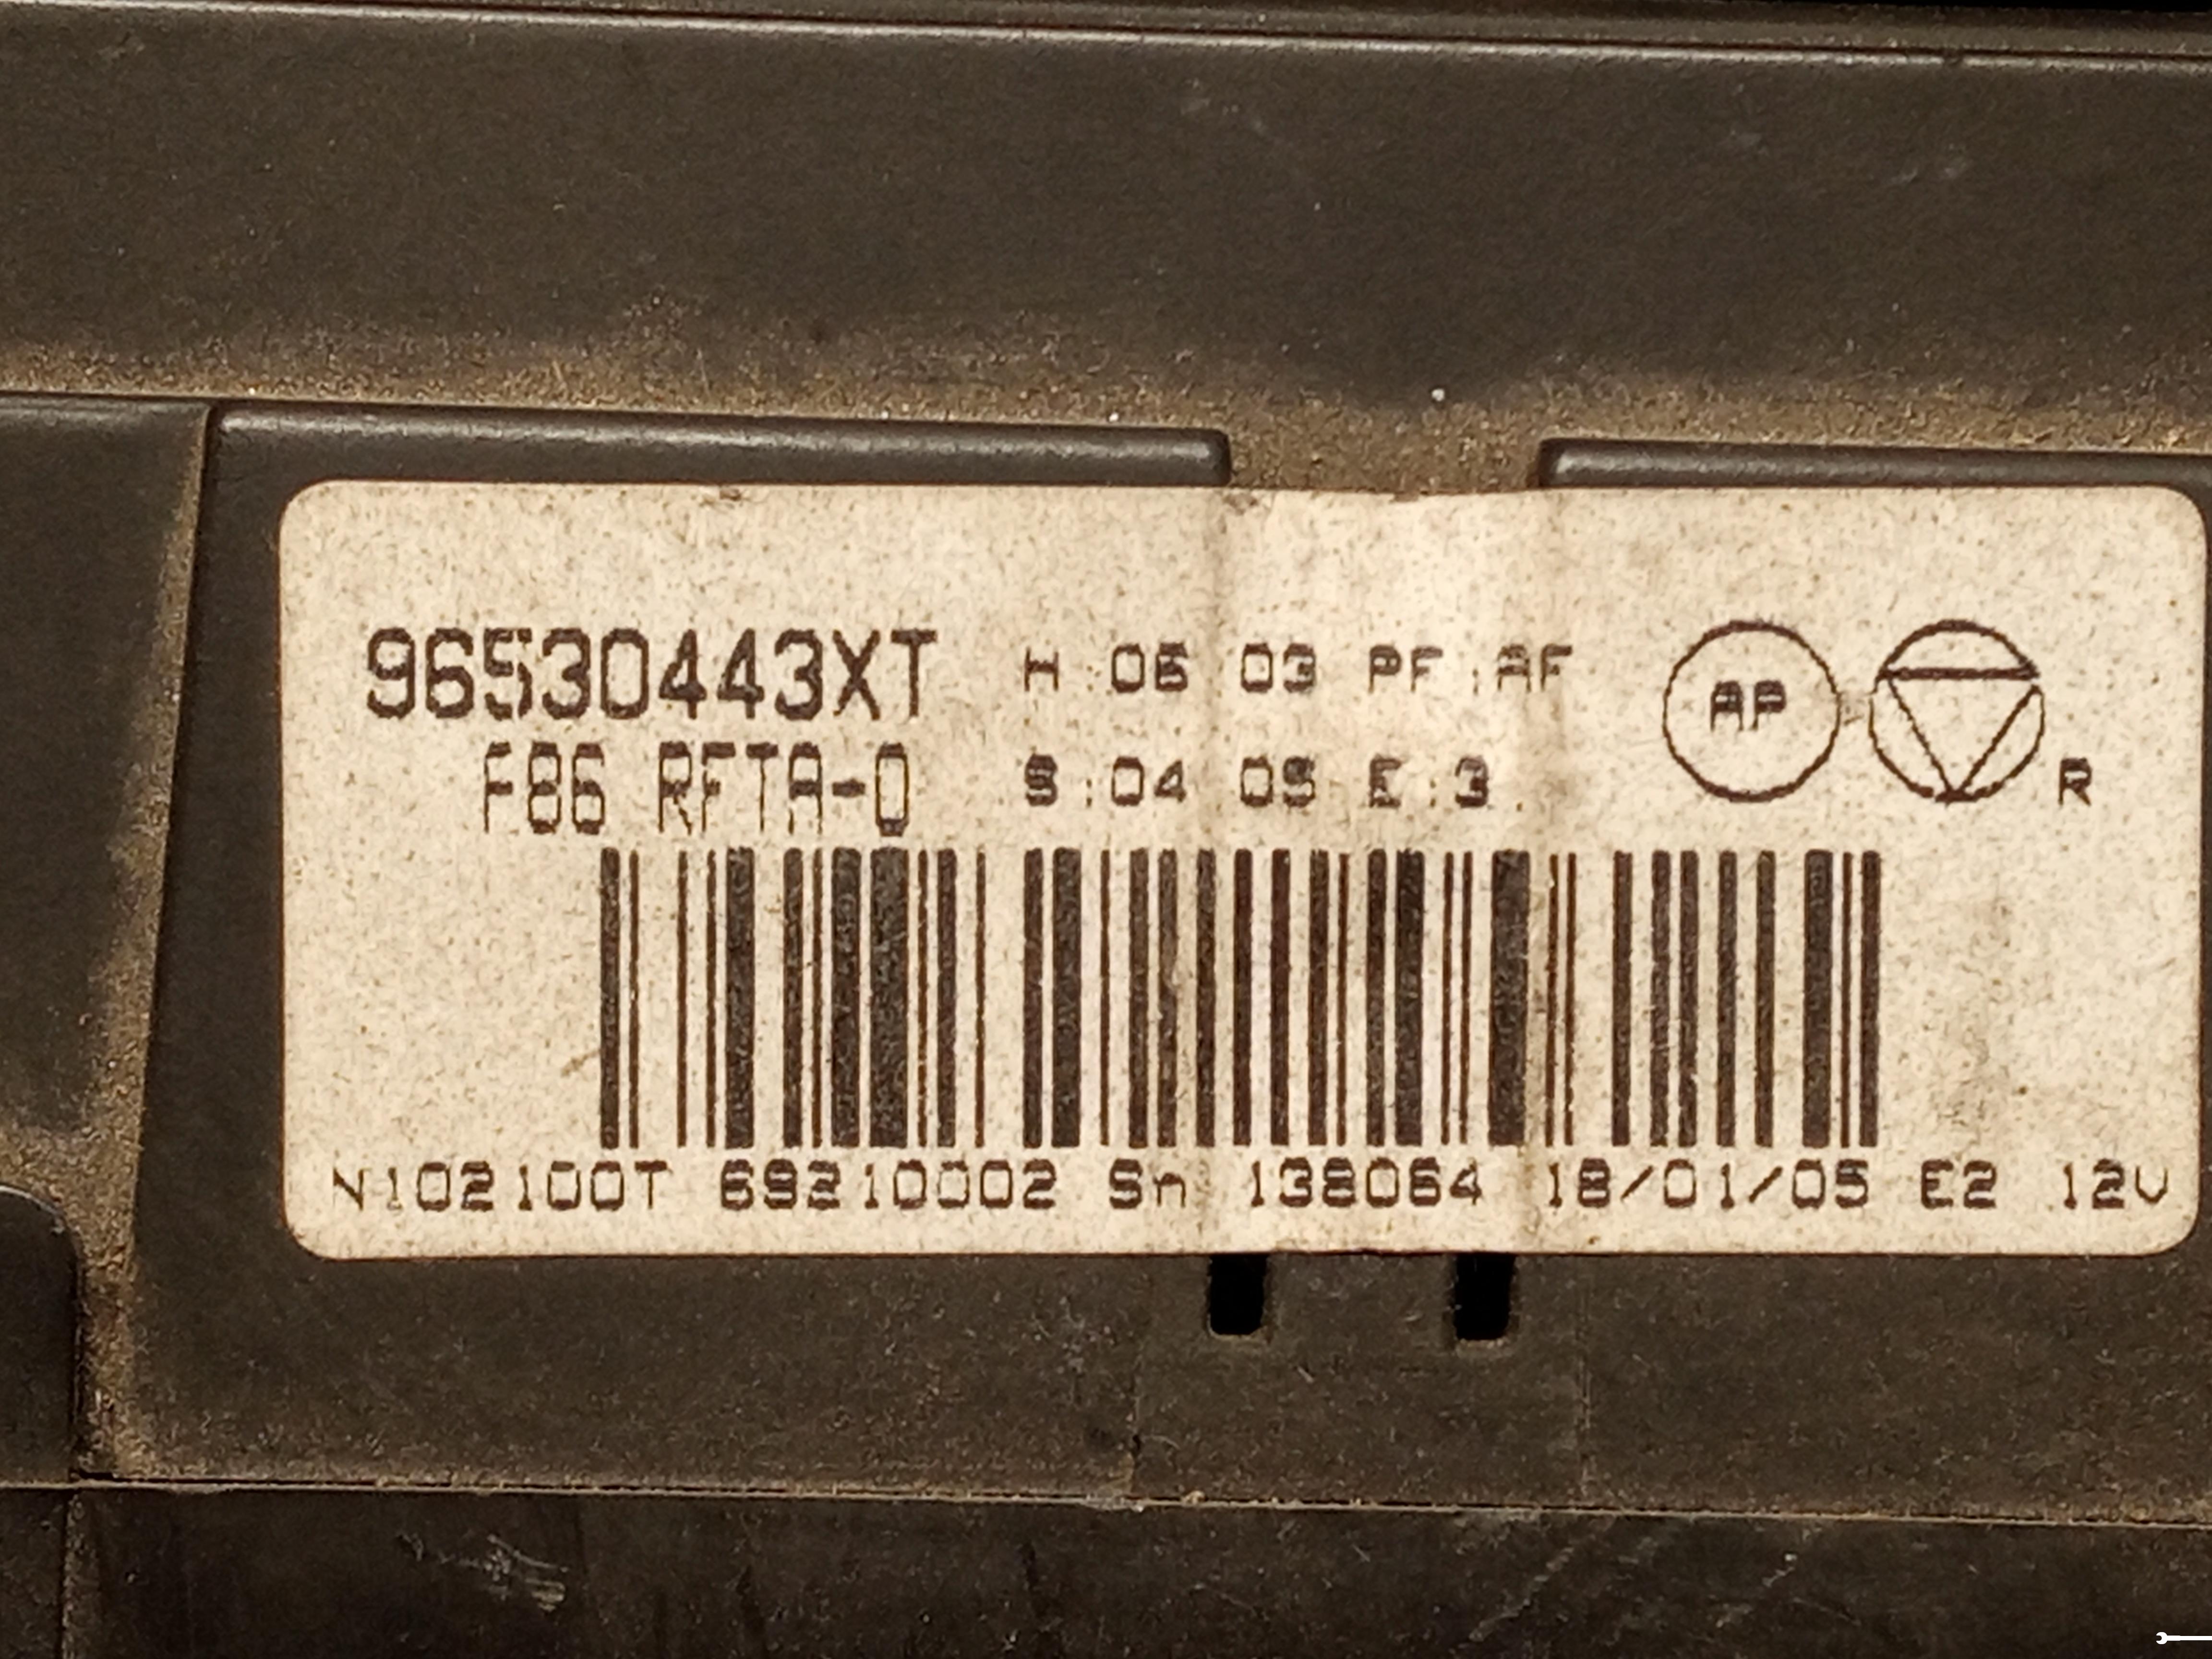 96530443XT H:06 03 PF:AF
AP
F86 RFTA-0 S:04 05 E:3.
R
N102100T 69210002 Sn 138064 18/01/05 E2 12V